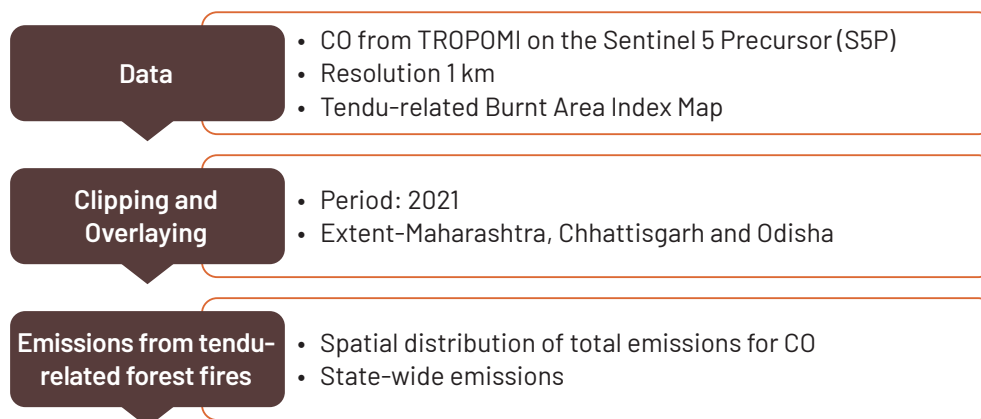 Data
• CO from TROPOMI on the Sentinel 5 Precursor (S5P)
• Resolution 1 km
• Tendu-related Burnt Area Index Map
Clipping and
Overlaying
• Period: 2021
• Extent-Maharashtra, Chhattisgarh and Odisha
Emissions from tendu-
related forest fires
• Spatial distribution of total emissions for CO
• State-wide emissions